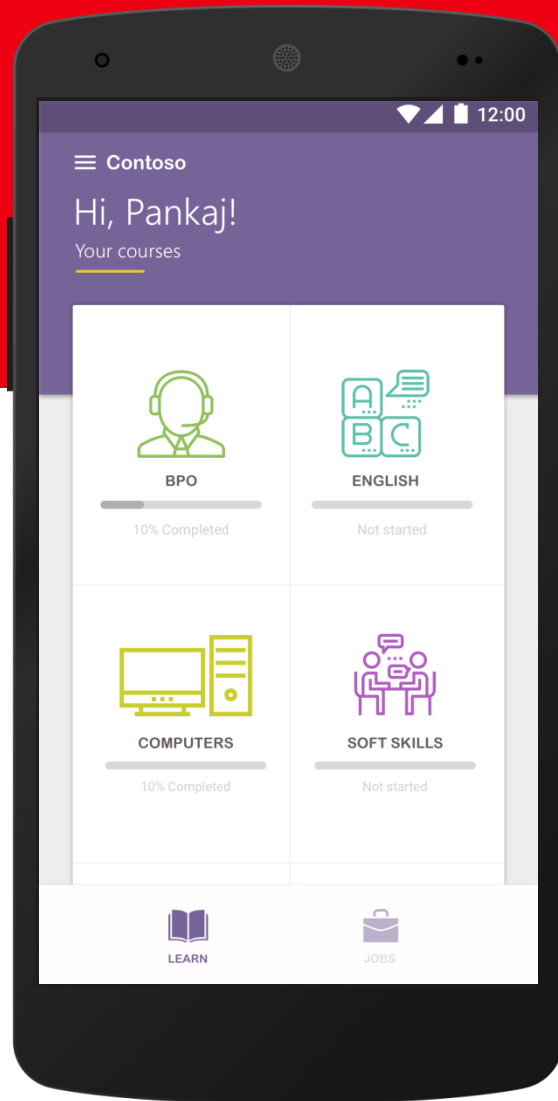 12:00
Contoso
Hi, Pankaj!
Your courses
A
B C
BPO
ENGLISH
10% Completed
Not started
COMPUTERS
SOFT SKILLS
10% Completed
Not started
LEARN
JOBS